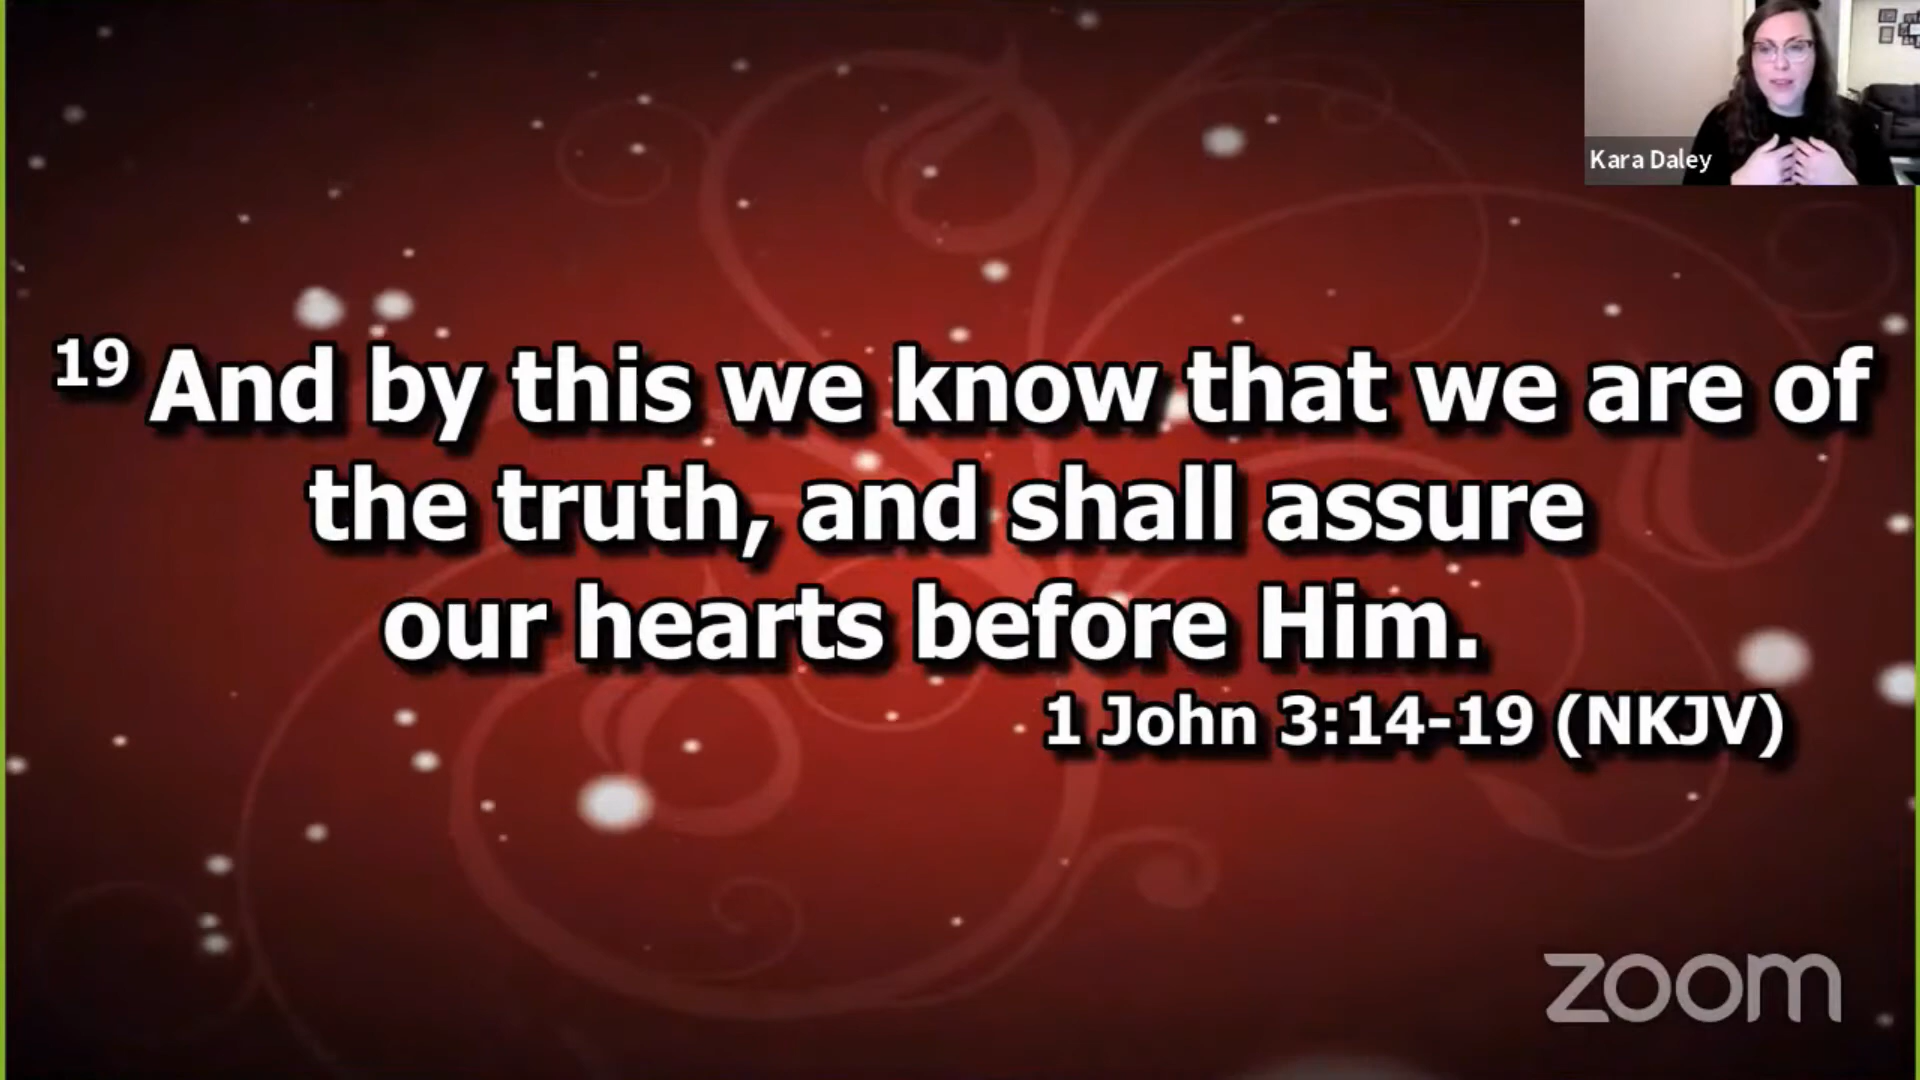 Kara Daley
19 And by this we know that we are of
the truth, and shall assure
our hearts before Him.
1 John 3:14-19 (NKJV)
zoom